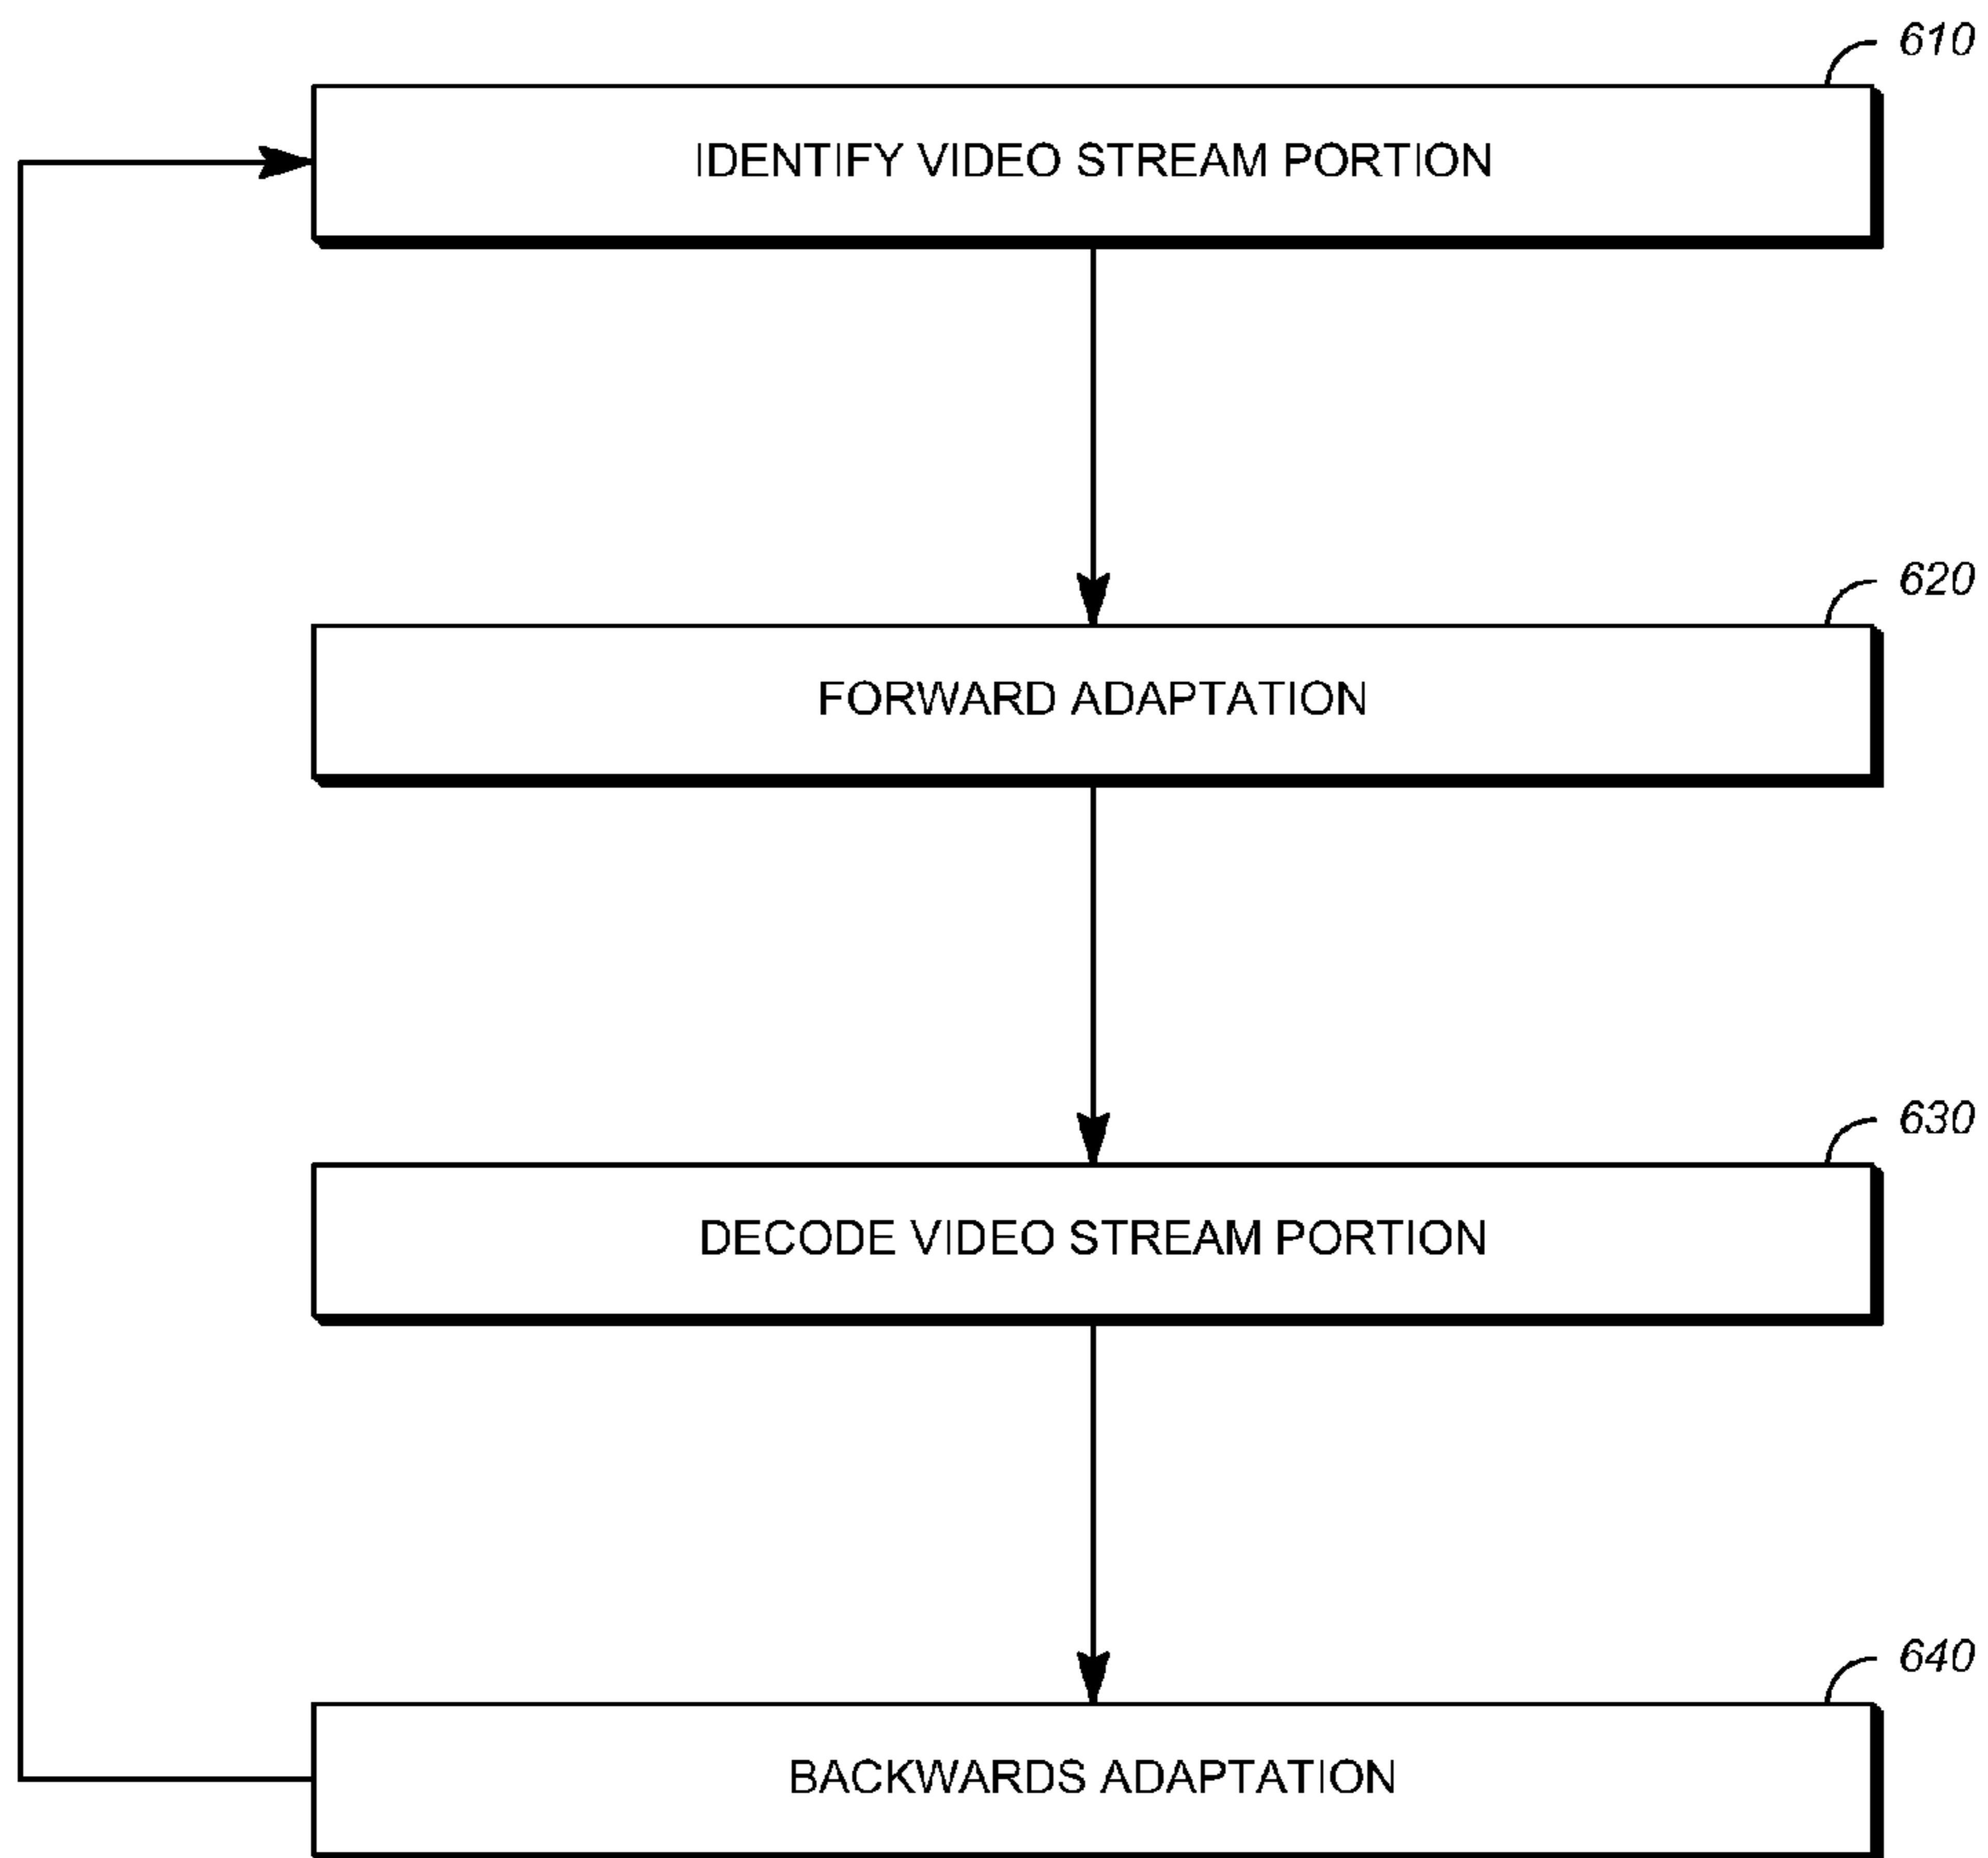 610
IDENTIFY VIDEO STREAM PORTION
620
FORWARD ADAPTATION
630
DECODE VIDEO STREAM PORTION
640
BACKWARDS ADAPTATION